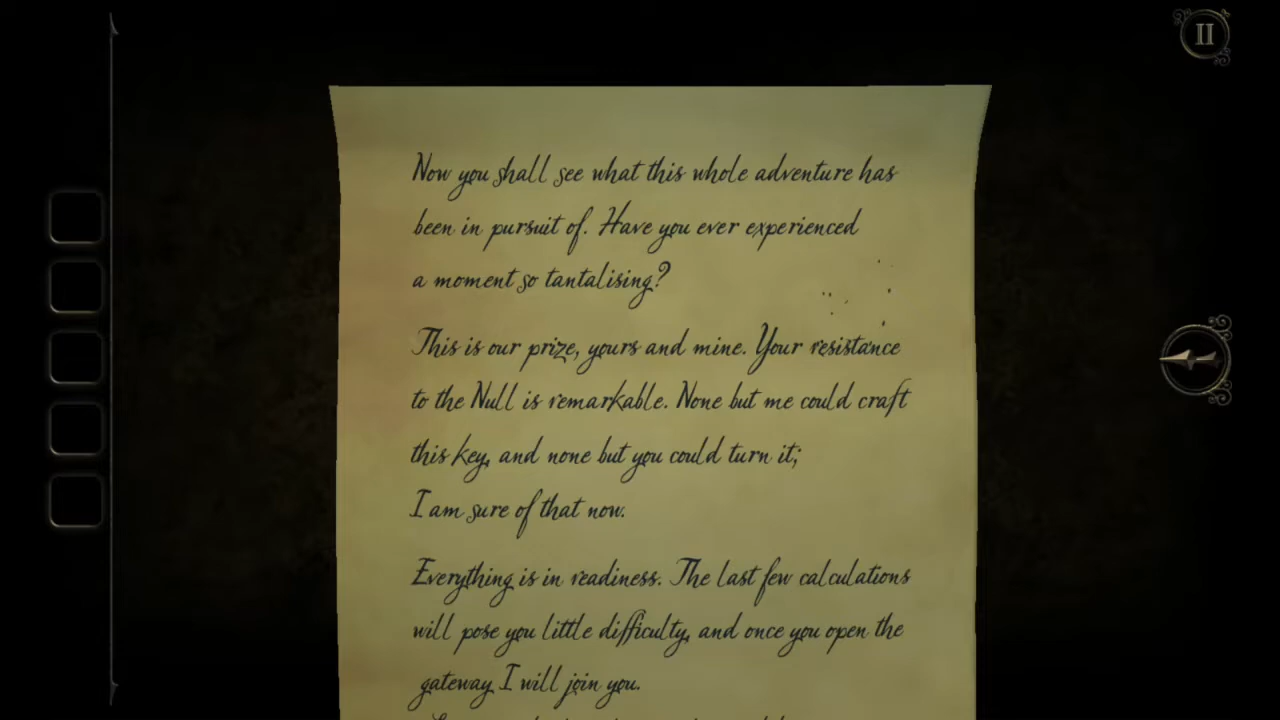 II
Now you shall see what this whole adventure has
been in pursuit of. Have you ever experienced
a moment so tantalising?
This is our prize, yours and mine. Your resistance
to the Null is remarkable. None but me could craft
this key, and none but you could turn it;
I am sure of that now.
Everything is in readiness. The last few calculations
will pose you little difficulty, and once you open the
gateway I will join you.